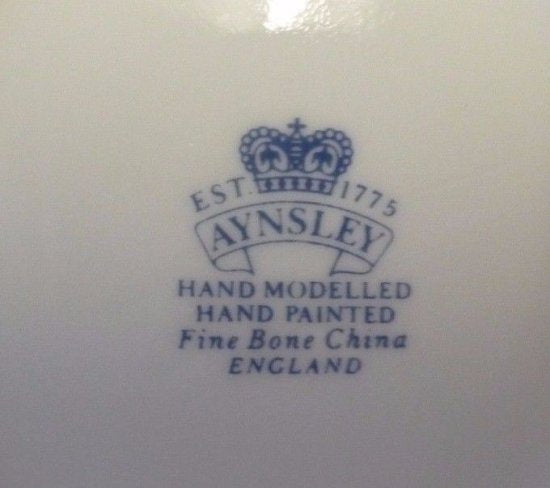 EST. 1775
AYNSLEY
HAND MODELLED
HAND PAINTED
Fine Bone China
ENGLAND